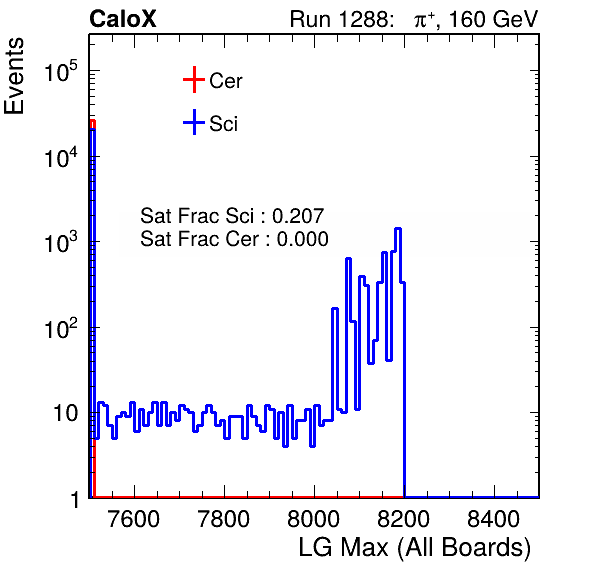 CaloX Run 1288: π⁺, 160 GeV
Events
Cer
Sci
Sat Frac Sci : 0.207
Sat Frac Cer : 0.000
10⁵
10⁴
10³
10²
10
1
7600 7800 8000 8200 8400
LG Max (All Boards)